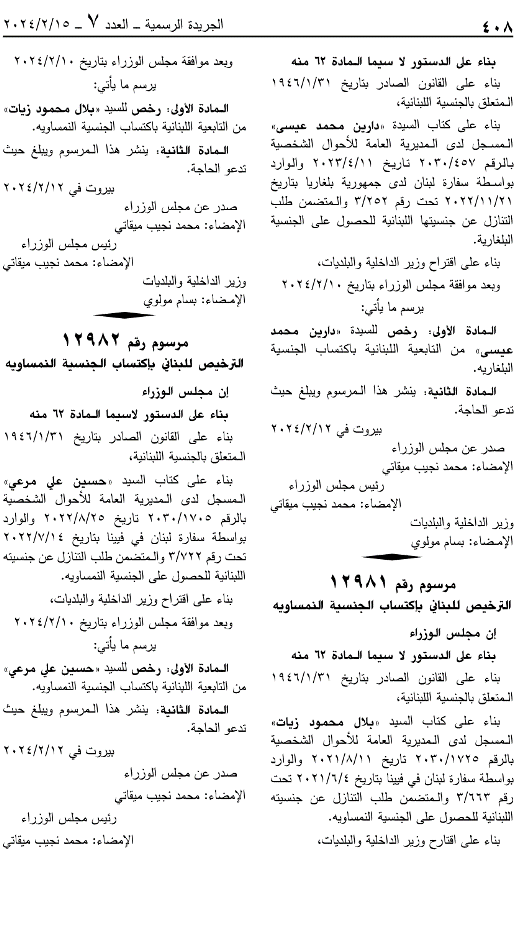 ٤٠٨
الجريدة الرسمية ـ العدد ٧ ـ ٢٠٢٤/٢/١٥
بناء على الدستور لا سيما المادة ٦٢ منه
بناء على القانون الصادر بتاريخ ١٩٤٦/١/٣١
المتعلق بالجنسية اللبنانية،
بناء على كتاب السيدة «دارين محمد عيسى»
المسجل لدى المديرية العامة للأحوال الشخصية
بالرقم ٢٠٣٠/٤٥٧ تاريخ ٢٠٢٣/٤/١١ والوارد
بواسطة سفارة لبنان لدى جمهورية بلغاريا بتاريخ
٢٠٢٢/١١/٢١ تحت رقم ٣/٢٥٢ والمتضمن طلب
التنازل عن جنسيتها اللبنانية للحصول على الجنسية
البلغارية.
بناء على اقتراح وزير الداخلية والبلديات،
وبعد موافقة مجلس الوزراء بتاريخ ٢٠٢٤/٢/١٠
يرسم ما يأتي:
المادة الأولى: رخص للسيدة «دارين محمد
عيسى» من التابعية اللبنانية باكتساب الجنسية
البلغاريه.
المادة الثانية: ينشر هذا المرسوم ويبلغ حيث
تدعو الحاجة.
بيروت في ٢٠٢٤/٢/١٢
صدر عن مجلس الوزراء
الإمضاء: محمد نجيب ميقاتي
رئيس مجلس الوزراء
الإمضاء: محمد نجيب ميقاتي
وزير الداخلية والبلديات
الإمضاء: بسام مولوي
مرسوم رقم ١٢٩٨١
الترخيص للبناني بإكتساب الجنسية النمساويه
إن مجلس الوزراء
بناء على الدستور لا سيما المادة ٦٢ منه
بناء على القانون الصادر بتاريخ ١٩٤٦/١/٣١
المتعلق بالجنسية اللبنانية،
بناء على كتاب السيد «بلال محمود زيات»
المسجل لدى المديرية العامة للأحوال الشخصية
بالرقم ٢٠٣٠/١٧٢٥ تاريخ ٢٠٢١/٨/١١ والوارد
بواسطة سفارة لبنان في فيينا بتاريخ ٢٠٢١/٦/٤ تحت
رقم ٣/٦٦٣ والمتضمن طلب التنازل عن جنسيته
اللبنانية للحصول على الجنسية النمساويه.
بناء على اقتارح وزير الداخلية والبلديات،
وبعد موافقة مجلس الوزراء بتاريخ ٢٠٢٤/٢/١٠
يرسم ما يأتي:
المادة الأولى: رخص للسيد «بلال محمود زيات»
من التابعية اللبنانية باكتساب الجنسية النمساويه.
المادة الثانية: ينشر هذا المرسوم ويبلغ حيث
تدعو الحاجة.
بيروت في ٢٠٢٤/٢/١٢
صدر عن مجلس الوزراء
الإمضاء: محمد نجيب ميقاتي
رئيس مجلس الوزراء
الإمضاء: محمد نجيب ميقاتي
وزير الداخلية والبلديات
الإمضاء: بسام مولوي
مرسوم رقم ١٢٩٨٢
الترخيص للبناني بإكتساب الجنسية النمساويه
إن مجلس الوزراء
بناء على الدستور لاسيما المادة ٦٢ منه
بناء على القانون الصادر بتاريخ ١٩٤٦/١/٣١
المتعلق بالجنسية اللبنانية،
بناء على كتاب السيد «حسين علي مرعي»
المسجل لدى المديرية العامة للأحوال الشخصية
بالرقم ٢٠٣٠/١٧٠٥ تاريخ ٢٠٢٢/٨/٢٥ والوارد
بواسطة سفارة لبنان في فيينا ٢٠٢٢/٧/١٤
تحت رقم ٣/٧٢٢ والمتضمن طلب التنازل عن جنسيته
اللبنانية للحصول على الجنسية النمساويه.
بناء على اقتراح وزير الداخلية والبلديات،
وبعد موافقة مجلس الوزراء بتاريخ ٢٠٢٤/٢/١٠
يرسم ما يأتي:
المادة الأولى: رخص للسيد «حسين علي مرعي»
من التابعية اللبنانية باكتساب الجنسية النمساويه.
المادة الثانية: ينشر هذا المرسوم ويبلغ حيث
تدعو الحاجة.
بيروت في ٢٠٢٤/٢/١٢
صدر عن مجلس الوزراء
الإمضاء: محمد نجيب ميقاتي
رئيس مجلس الوزراء
الإمضاء: محمد نجيب ميقاتي